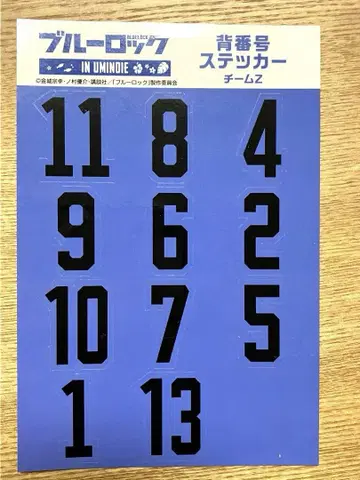 ブルーロック
BLUELOCK
IN UMINOIE
©金城宗幸・ノ村優介・講談社／「ブルーロック」製作委員会
背番号
ステッカー
チームZ
11 8 4
9 6 2
10 7 5
1 13